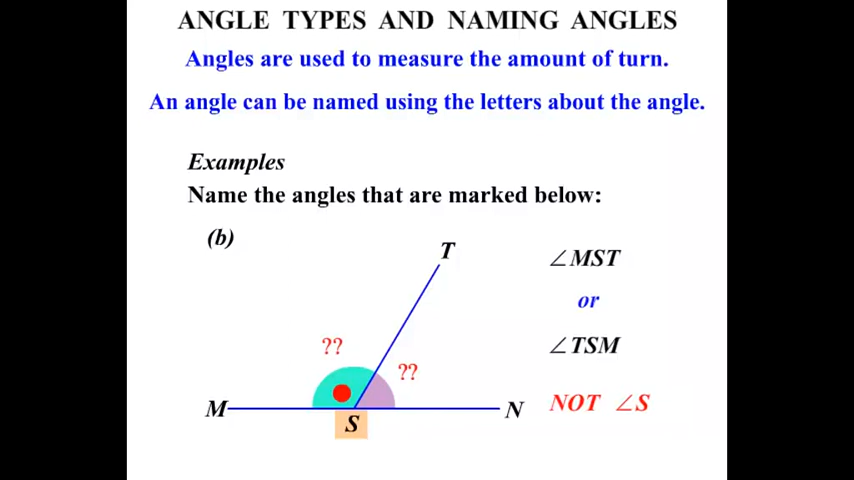 ANGLE TYPES AND NAMING ANGLES
Angles are used to measure the amount of turn.
An angle can be named using the letters about the angle.
Examples
Name the angles that are marked below:
(b)
T
∠MST
or
??
∠TSM
??
M
N
NOT ∠S
S